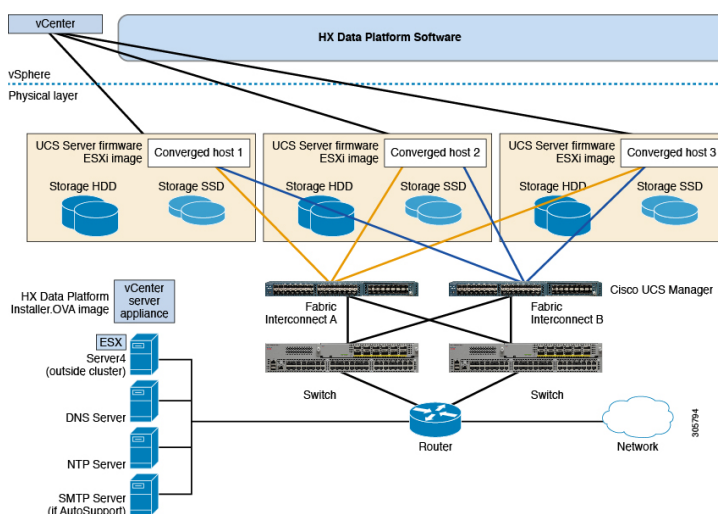 vCenter
HX Data Platform Software
vSphere
Physical layer
UCS Server firmware
ESXi image
Converged host 1
Storage HDD
Storage SSD
UCS Server firmware
ESXi image
Converged host 2
Storage HDD
Storage SSD
UCS Server firmware
ESXi image
Converged host 3
Storage HDD
Storage SSD
HX Data Platform
Installer.OVA image
vCenter
server
appliance
Fabric
Interconnect A
Fabric
Interconnect B
Cisco UCS Manager
ESX
Server4
(outside cluster)
Switch
Switch
DNS Server
NTP Server
SMTP Server
(if AutoSupport)
Router
Network
305794